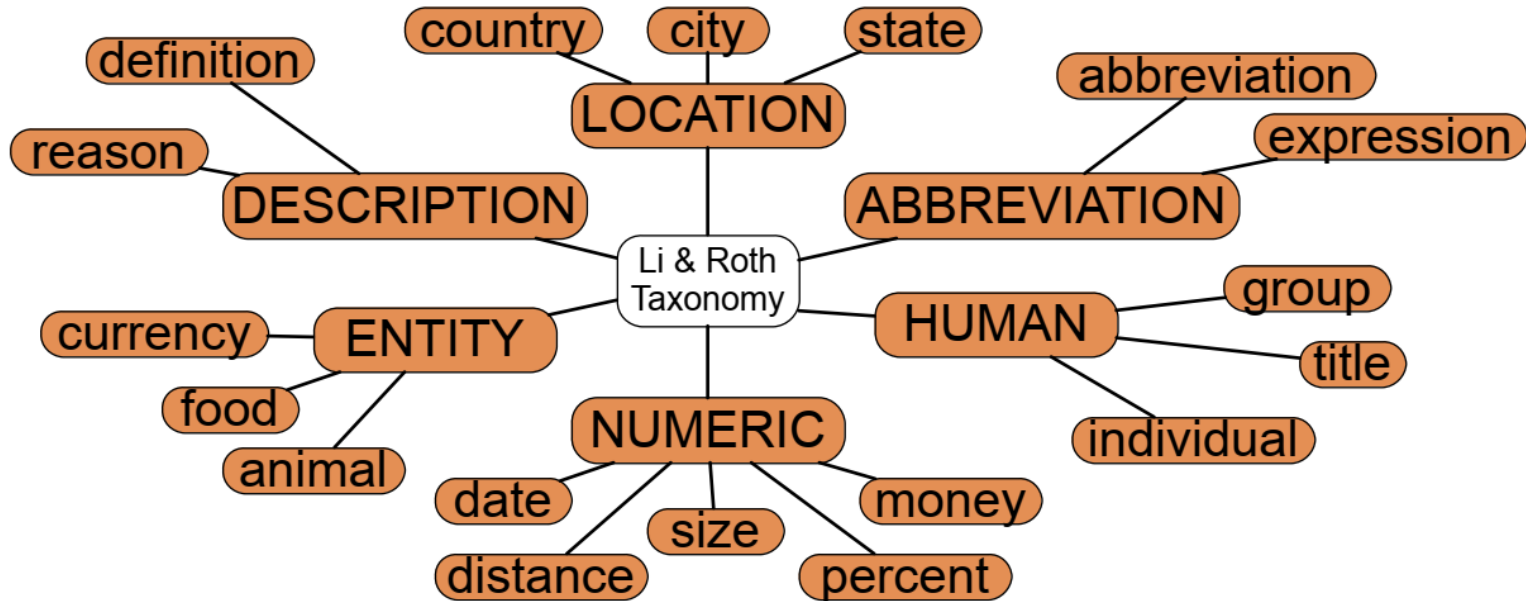 country
city
state
definition
abbreviation
LOCATION
reason
expression
DESCRIPTION
ABBREVIATION
Li & Roth
Taxonomy
group
currency
ENTITY
HUMAN
title
food
NUMERIC
individual
animal
date
money
size
distance
percent